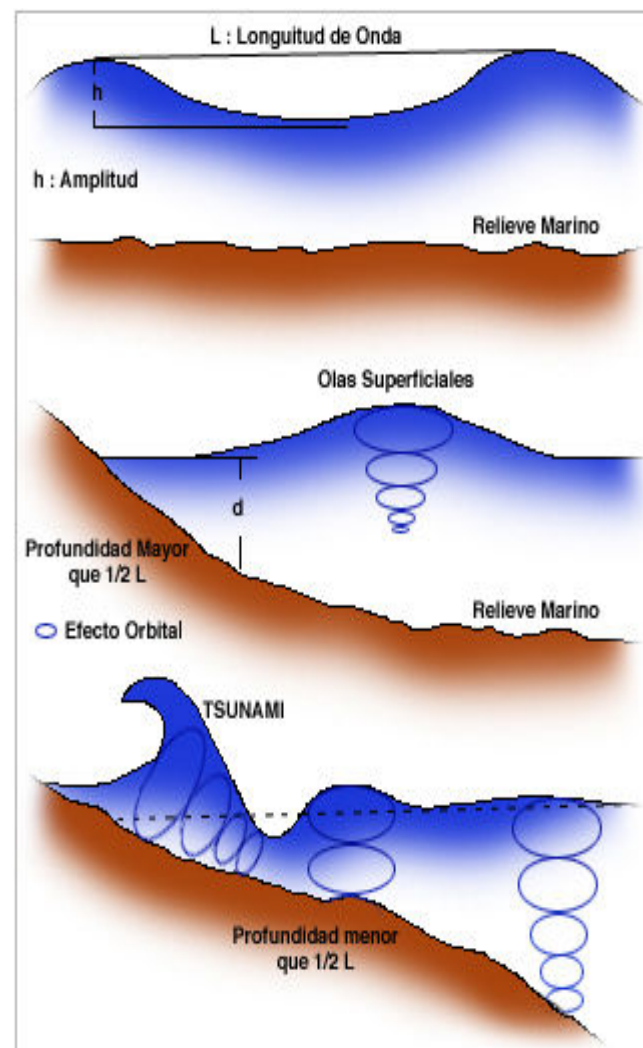 L : Longuitud de Onda
h
h : Amplitud
Relieve Marino
Olas Superficiales
d
Profundidad Mayor
que 1/2 L
Relieve Marino
Efecto Orbital
TSUNAMI
Profundidad menor
que 1/2 L